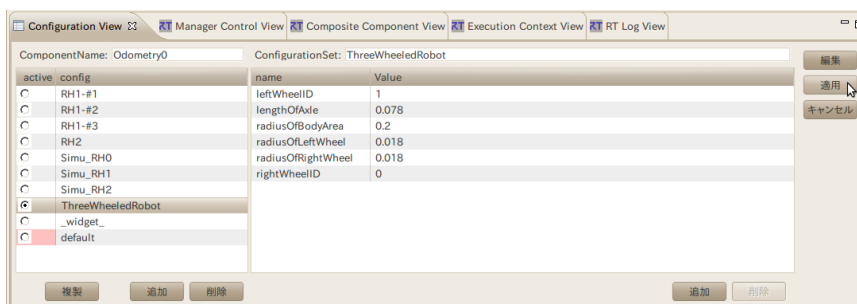 Configuration View RT Manager Control View RT Composite Component View RT Execution Context View RT RT Log View
ComponentName: Odometry0 ConfigurationSet: ThreeWheeledRobot 編集
active config name Value 適用
RH1-#1 leftWheelID 1
RH1-#2 lengthOfAxle 0.078 キャンセル
RH1-#3 radiusOfBodyArea 0.2
RH2 radiusOfLeftWheel 0.018
Simu_RH0 radiusOfRightWheel 0.018
Simu_RH1 rightWheelID 0
Simu_RH2
ThreeWheeledRobot
_widget_
default
複製 追加 削除 追加 削除